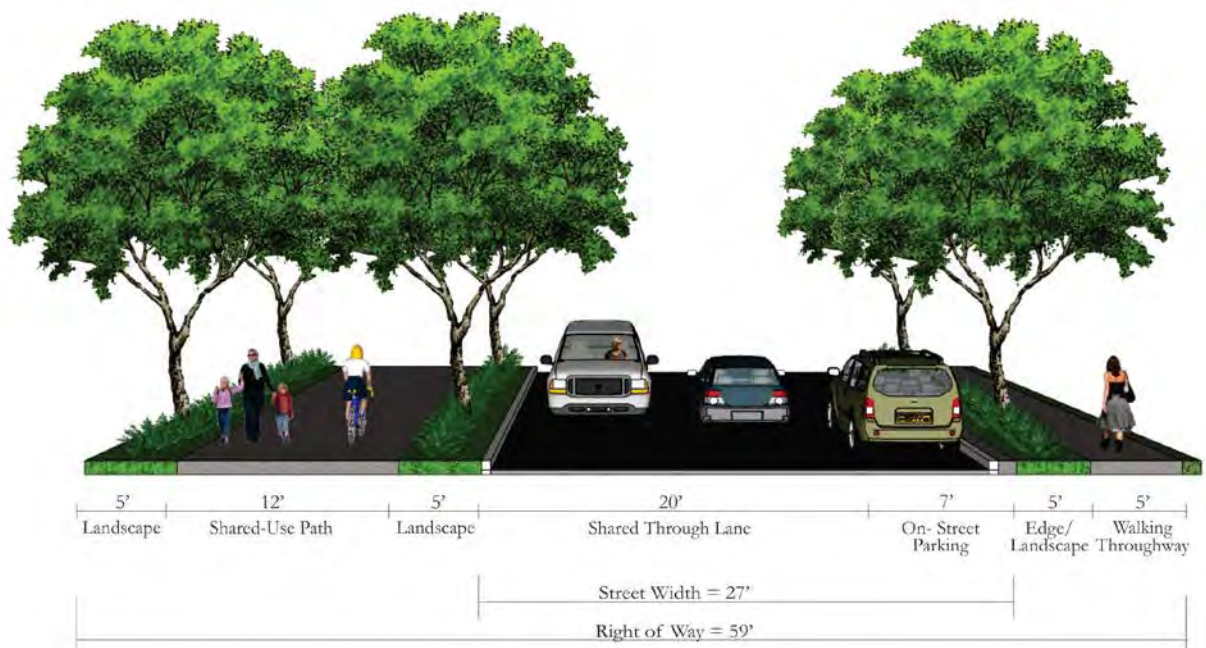 5' 12' 5' 20' 7' 5' 5'
Landscape Shared-Use Path Landscape Shared Through Lane On- Street Edge/ Walking
Parking Landscape Throughway
Street Width = 27'
Right of Way = 59'